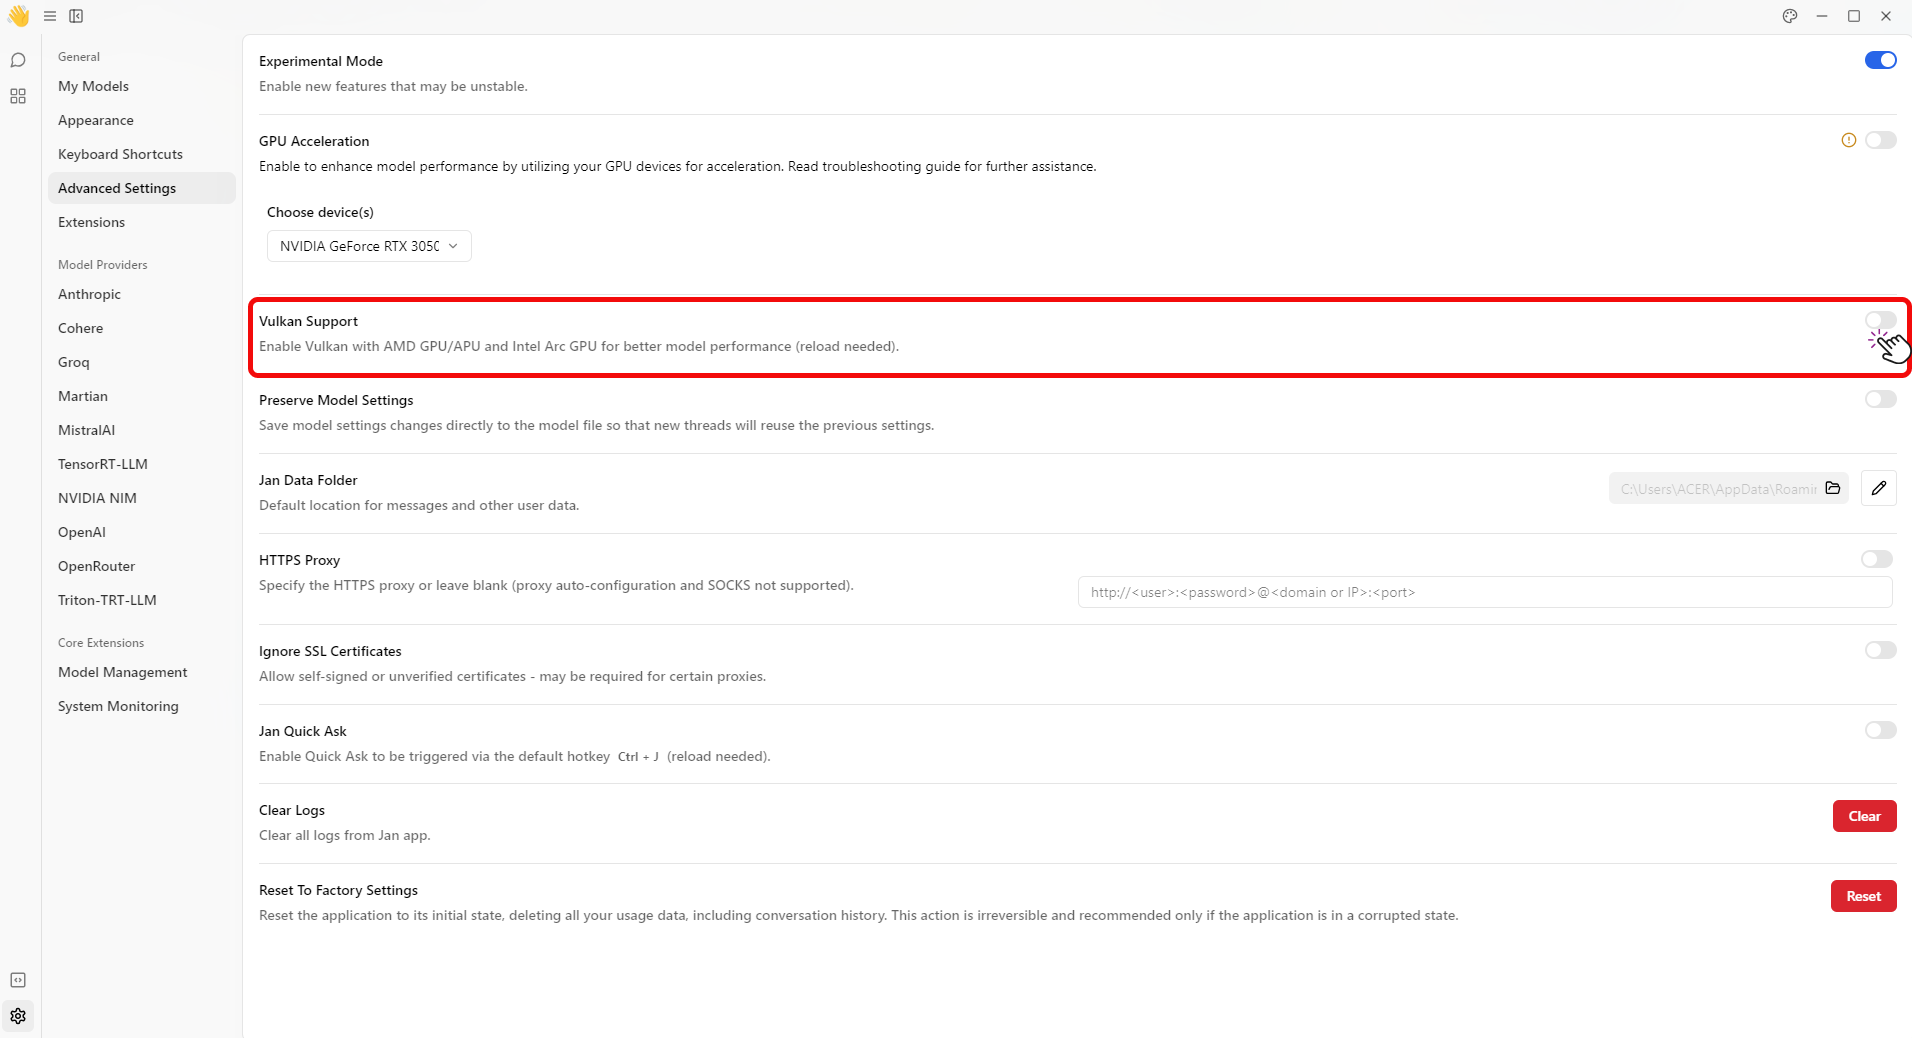 General
My Models
Appearance
Keyboard Shortcuts
Advanced Settings
Extensions
Model Providers
Anthropic
Cohere
Groq
Martian
MistralAI
TensorRT-LLM
NVIDIA NIM
OpenAI
OpenRouter
Triton-TRT-LLM
Core Extensions
Model Management
System Monitoring
Experimental Mode
Enable new features that may be unstable.
GPU Acceleration
Enable to enhance model performance by utilizing your GPU devices for acceleration. Read troubleshooting guide for further assistance.
Choose device(s)
NVIDIA GeForce RTX 3050
Vulkan Support
Enable Vulkan with AMD GPU/APU and Intel Arc GPU for better model performance (reload needed).
Preserve Model Settings
Save model settings changes directly to the model file so that new threads will reuse the previous settings.
Jan Data Folder
Default location for messages and other user data.
C:\Users\ACER\AppData\Roamin
HTTPS Proxy
Specify the HTTPS proxy or leave blank (proxy auto-configuration and SOCKS not supported).
http://<user>:<password>@<domain or IP>:<port>
Ignore SSL Certificates
Allow self-signed or unverified certificates - may be required for certain proxies.
Jan Quick Ask
Enable Quick Ask to be triggered via the default hotkey Ctrl + J (reload needed).
Clear Logs
Clear all logs from Jan app.
Clear
Reset To Factory Settings
Reset the application to its initial state, deleting all your usage data, including conversation history. This action is irreversible and recommended only if the application is in a corrupted state.
Reset